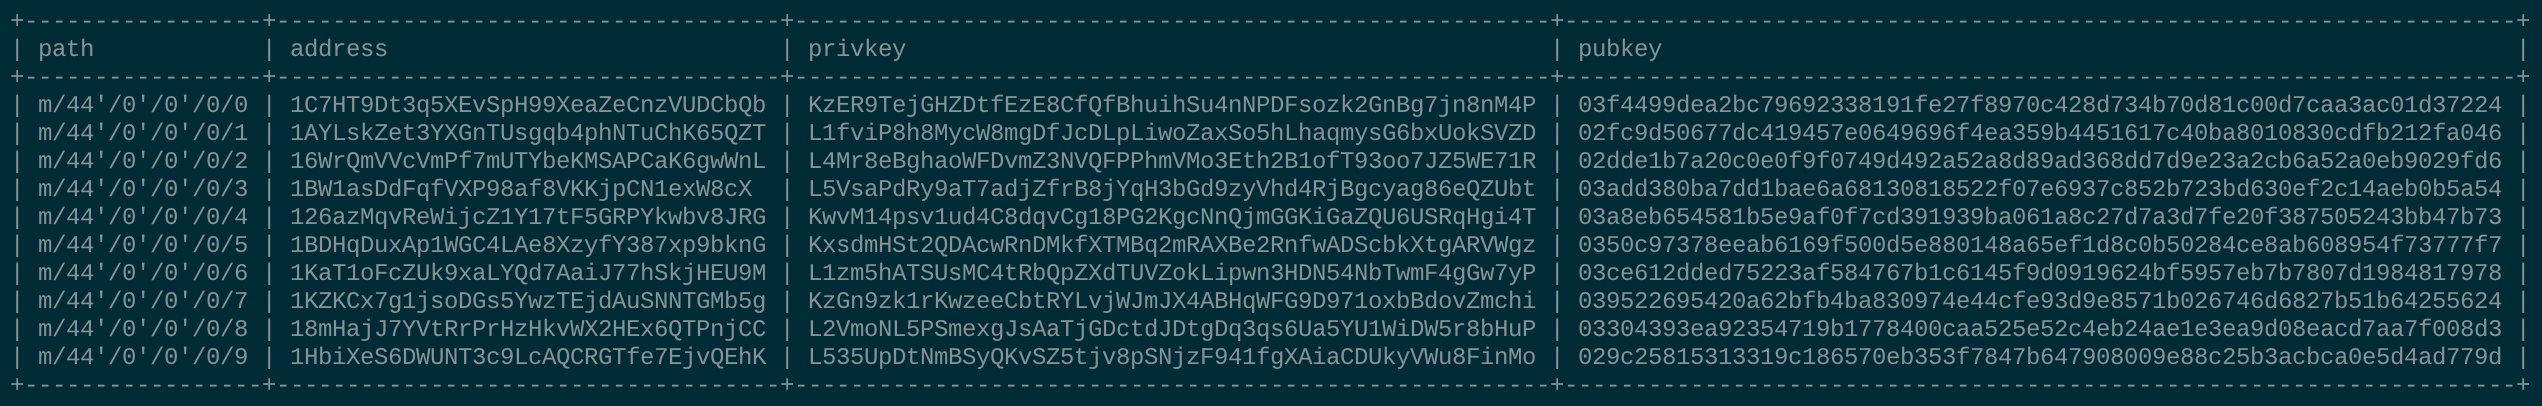 +-----------------+------------------------------------+------------------------------------------------------+--------------------------------------------------------------------+
| path            | address                            | privkey                                              | pubkey                                                             |
+-----------------+------------------------------------+------------------------------------------------------+--------------------------------------------------------------------+
| m/44'/0'/0'/0/0 | 1C7HT9Dt3q5XEvSpH99XeaZeCnzVUDCbQb | KzER9TejGHZDtfEzE8CfQfBhuihSu4nNPDFsozk2GnBg7jn8nM4P | 03f4499dea2bc79692338191fe27f8970c428d734b70d81c00d7caa3ac01d37224 |
| m/44'/0'/0'/0/1 | 1AYLskZet3YXGnTUsgqb4phNTuChK65QZT | L1fviP8h8MycW8mgDfJcDLpLiwoZaxSo5hLhaqmysG6bxUokSVZD | 02fc9d50677dc419457e0649696f4ea359b4451617c40ba8010830cdfb212fa046 |
| m/44'/0'/0'/0/2 | 16WrQmVVcVmPf7mUTYbeKMSAPCaK6gwWnL | L4Mr8eBghaoWFDvmZ3NVQFPPhmVMo3Eth2B1ofT93oo7JZ5WE71R | 02dde1b7a20c0e0f9f0749d492a52a8d89ad368dd7d9e23a2cb6a52a0eb9029fd6 |
| m/44'/0'/0'/0/3 | 1BW1asDdFqfVXP98af8VKKjpCN1exW8cX  | L5VsaPdRy9aT7adjZfrB8jYqH3bGd9zyVhd4RjBgcyag86eQZUbt | 03add380ba7dd1bae6a68130818522f07e6937c852b723bd630ef2c14aeb0b5a54 |
| m/44'/0'/0'/0/4 | 126azMqvReWijcZ1Y17tF5GRPYkwbv8JRG | KwvM14psv1ud4C8dqvCg18PG2KgcNnQjmGGKiGaZQU6USRqHgi4T | 03a8eb654581b5e9af0f7cd391939ba061a8c27d7a3d7fe20f387505243bb47b73 |
| m/44'/0'/0'/0/5 | 1BDHqDuxAp1WGC4LAe8XzyfY387xp9bknG | KxsdmHSt2QDAcwRnDMkfXTMBq2mRAXBe2RnfwADScbkXtgARVWgz | 0350c97378eeab6169f500d5e880148a65ef1d8c0b50284ce8ab608954f73777f7 |
| m/44'/0'/0'/0/6 | 1KaT1oFcZUk9xaLYQd7AaiJ77hSkjHEU9M | L1zm5hATSUsMC4tRbQpZXdTUVZokLipwn3HDN54NbTwmF4gGw7yP | 03ce612dded75223af584767b1c6145f9d0919624bf5957eb7b7807d1984817978 |
| m/44'/0'/0'/0/7 | 1KZKCx7g1jsoDGs5YwzTEjdAuSNNTGMb5g | KzGn9zk1rKwzeeCbtRYLvjWJmJX4ABHqWFG9D971oxbBdovZmchi | 039522695420a62bfb4ba830974e44cfe93d9e8571b026746d6827b51b64255624 |
| m/44'/0'/0'/0/8 | 18mHajJ7YVtRrPrHzHkvWX2HEx6QTPnjCC | L2VmoNL5PSmexgJsAaTjGDctdJDtgDq3qs6Ua5YU1WiDW5r8bHuP | 03304393ea92354719b1778400caa525e52c4eb24ae1e3ea9d08eacd7aa7f008d3 |
| m/44'/0'/0'/0/9 | 1HbiXeS6DWUNT3c9LcAQCRGTfe7EjvQEhK | L535UpDtNmBSyQKvSZ5tjv8pSNjzF941fgXAiaCDUkyVWu8FinMo | 029c25815313319c186570eb353f7847b647908009e88c25b3acbca0e5d4ad779d |
+-----------------+------------------------------------+------------------------------------------------------+--------------------------------------------------------------------+